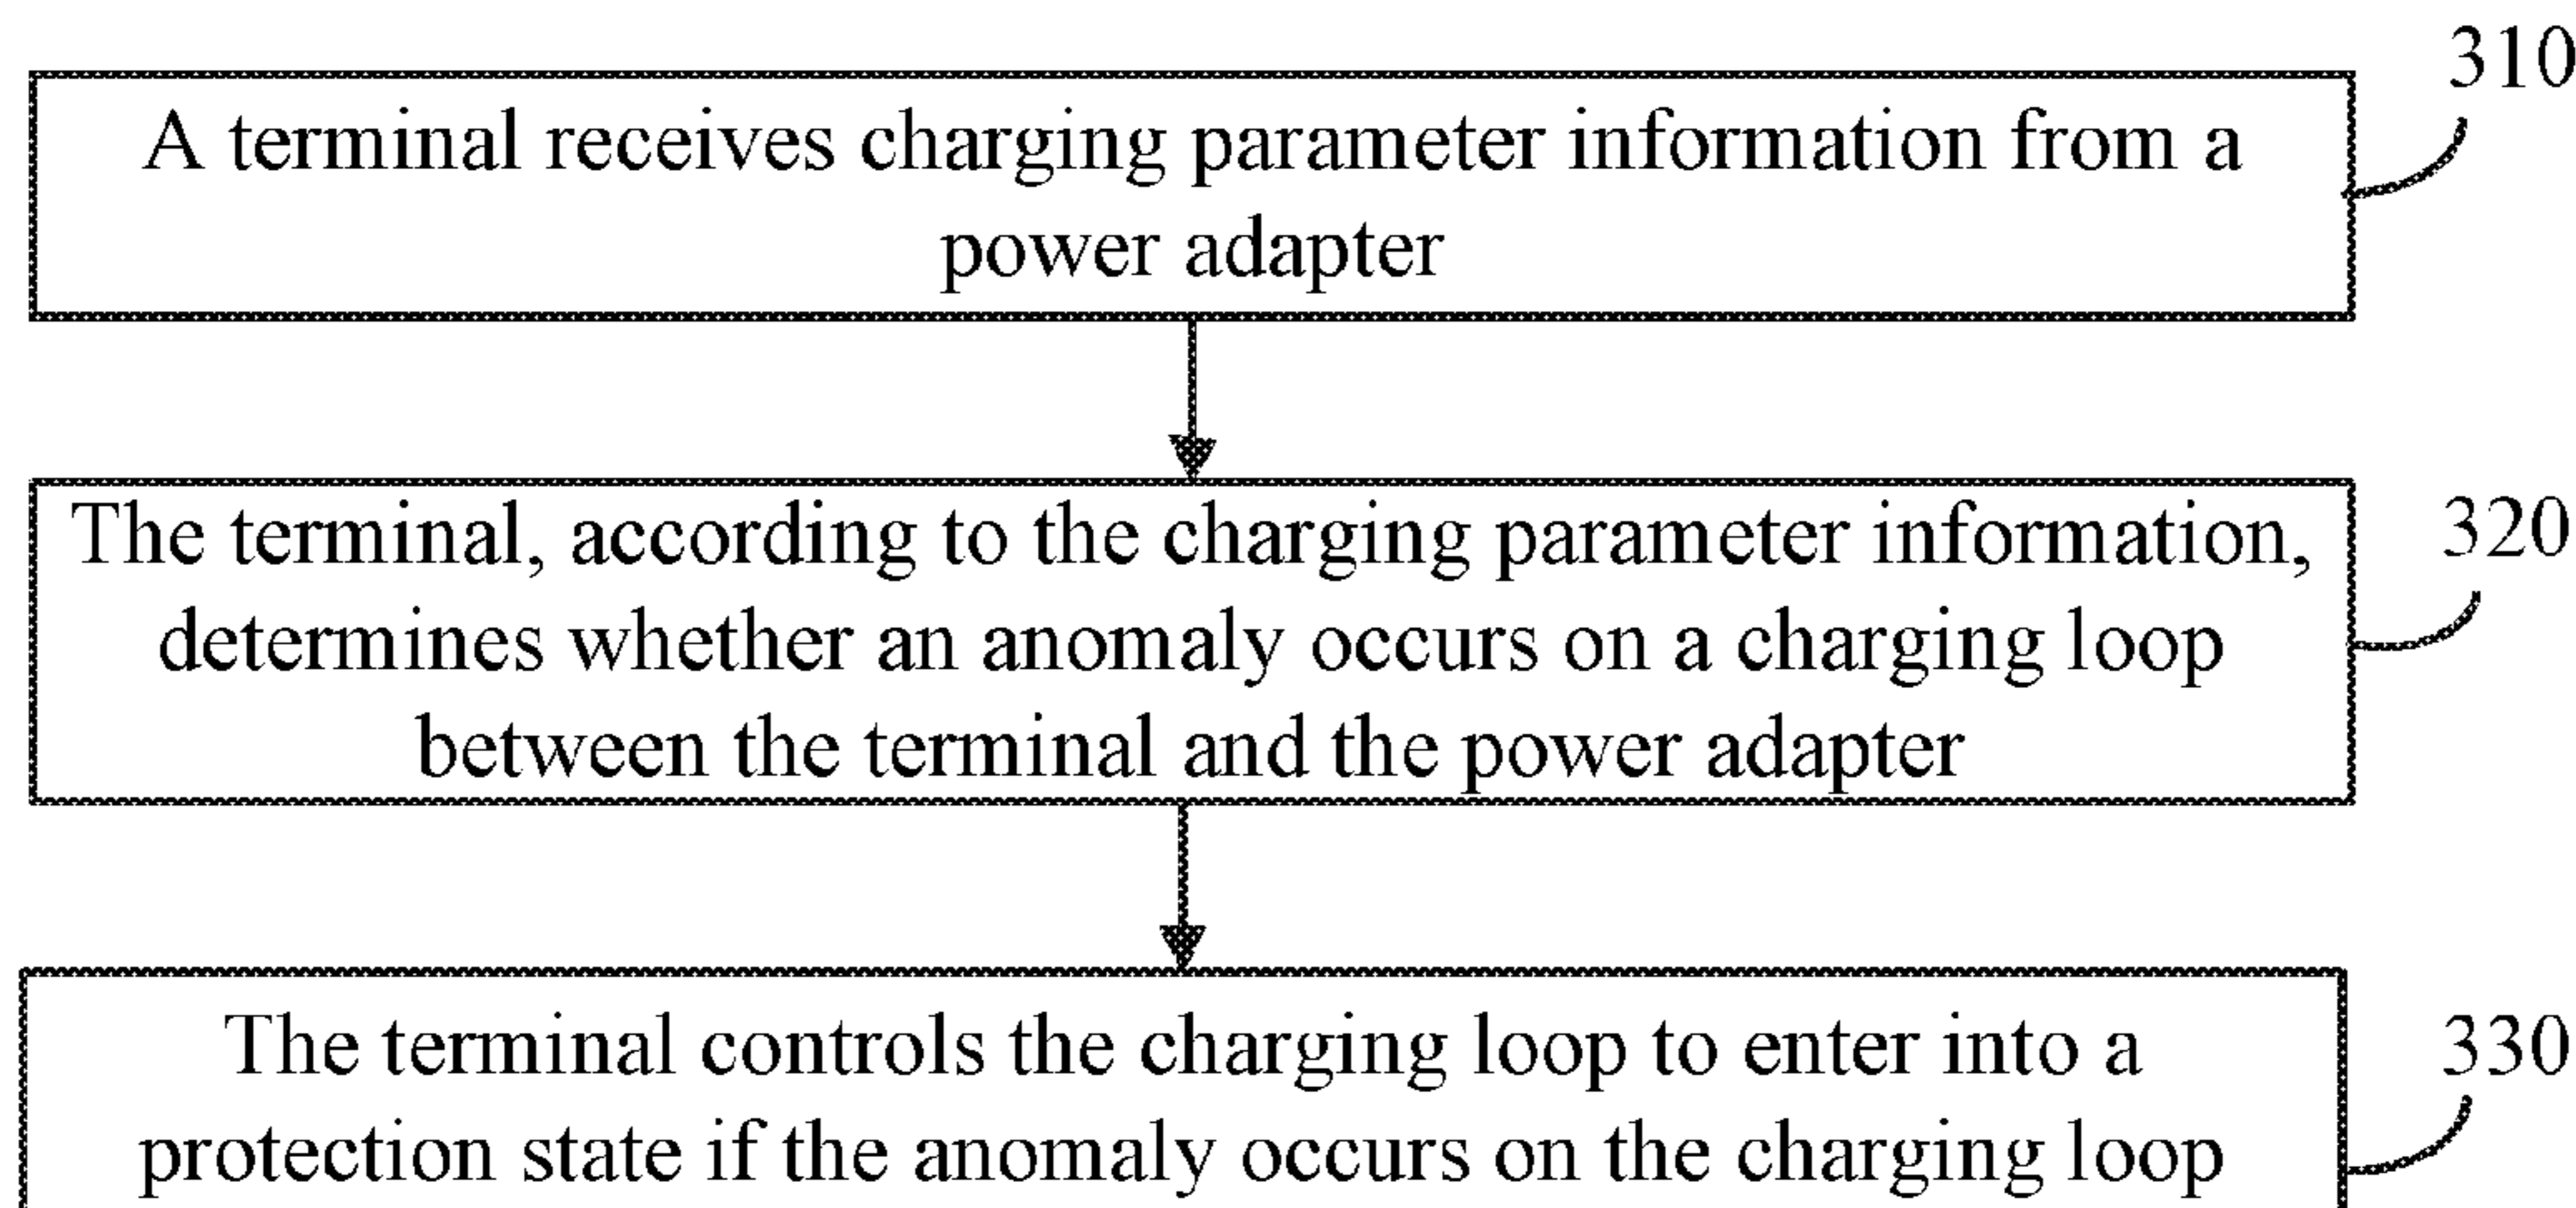 310
A terminal receives charging parameter information from a
power adapter
The terminal, according to the charging parameter information,
320
determines whether an anomaly occurs on a charging loop
between the terminal and the power adapter
The terminal controls the charging loop to enter into a
330
protection state if the anomaly occurs on the charging loop